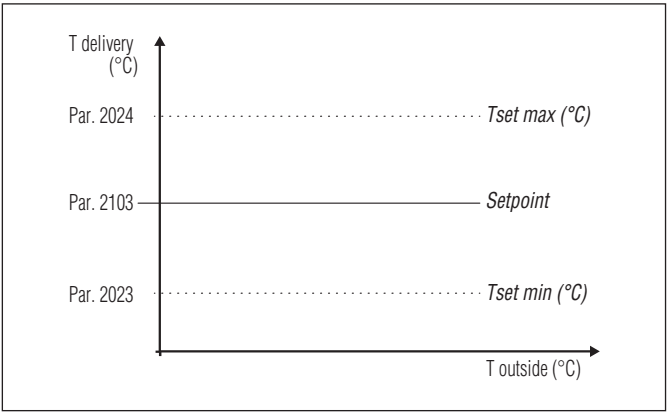 T delivery
(°C)
Par. 2024
Tset max (°C)
Par. 2103
Setpoint
Par. 2023
Tset min (°C)
T outside (°C)